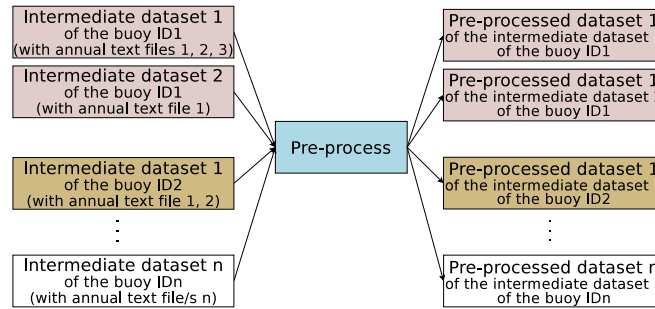 Intermediate dataset 1
of the buoy ID1
(with annual text files 1, 2, 3)
Intermediate dataset 2
of the buoy ID1
(with annual text file 1)
Intermediate dataset 1
of the buoy ID2
(with annual text file 1, 2)
Intermediate dataset n
of the buoy IDn
(with annual text file/s n)
Pre-process
Pre-processed dataset 1
of the intermediate dataset
of the buoy ID1
Pre-processed dataset 1
of the intermediate dataset
of the buoy ID1
Pre-processed dataset 1
of the intermediate dataset
of the buoy ID2
Pre-processed dataset n
of the intermediate dataset
of the buoy IDn